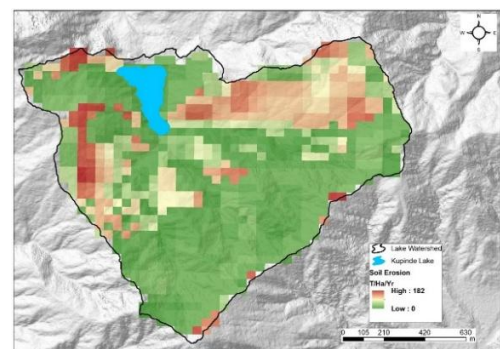 N
W E
S
Lake Watershed
Kupinde Lake
Soil Erosion
T/Ha/Yr
High : 182
Low : 0
0 105 210 420 630
m